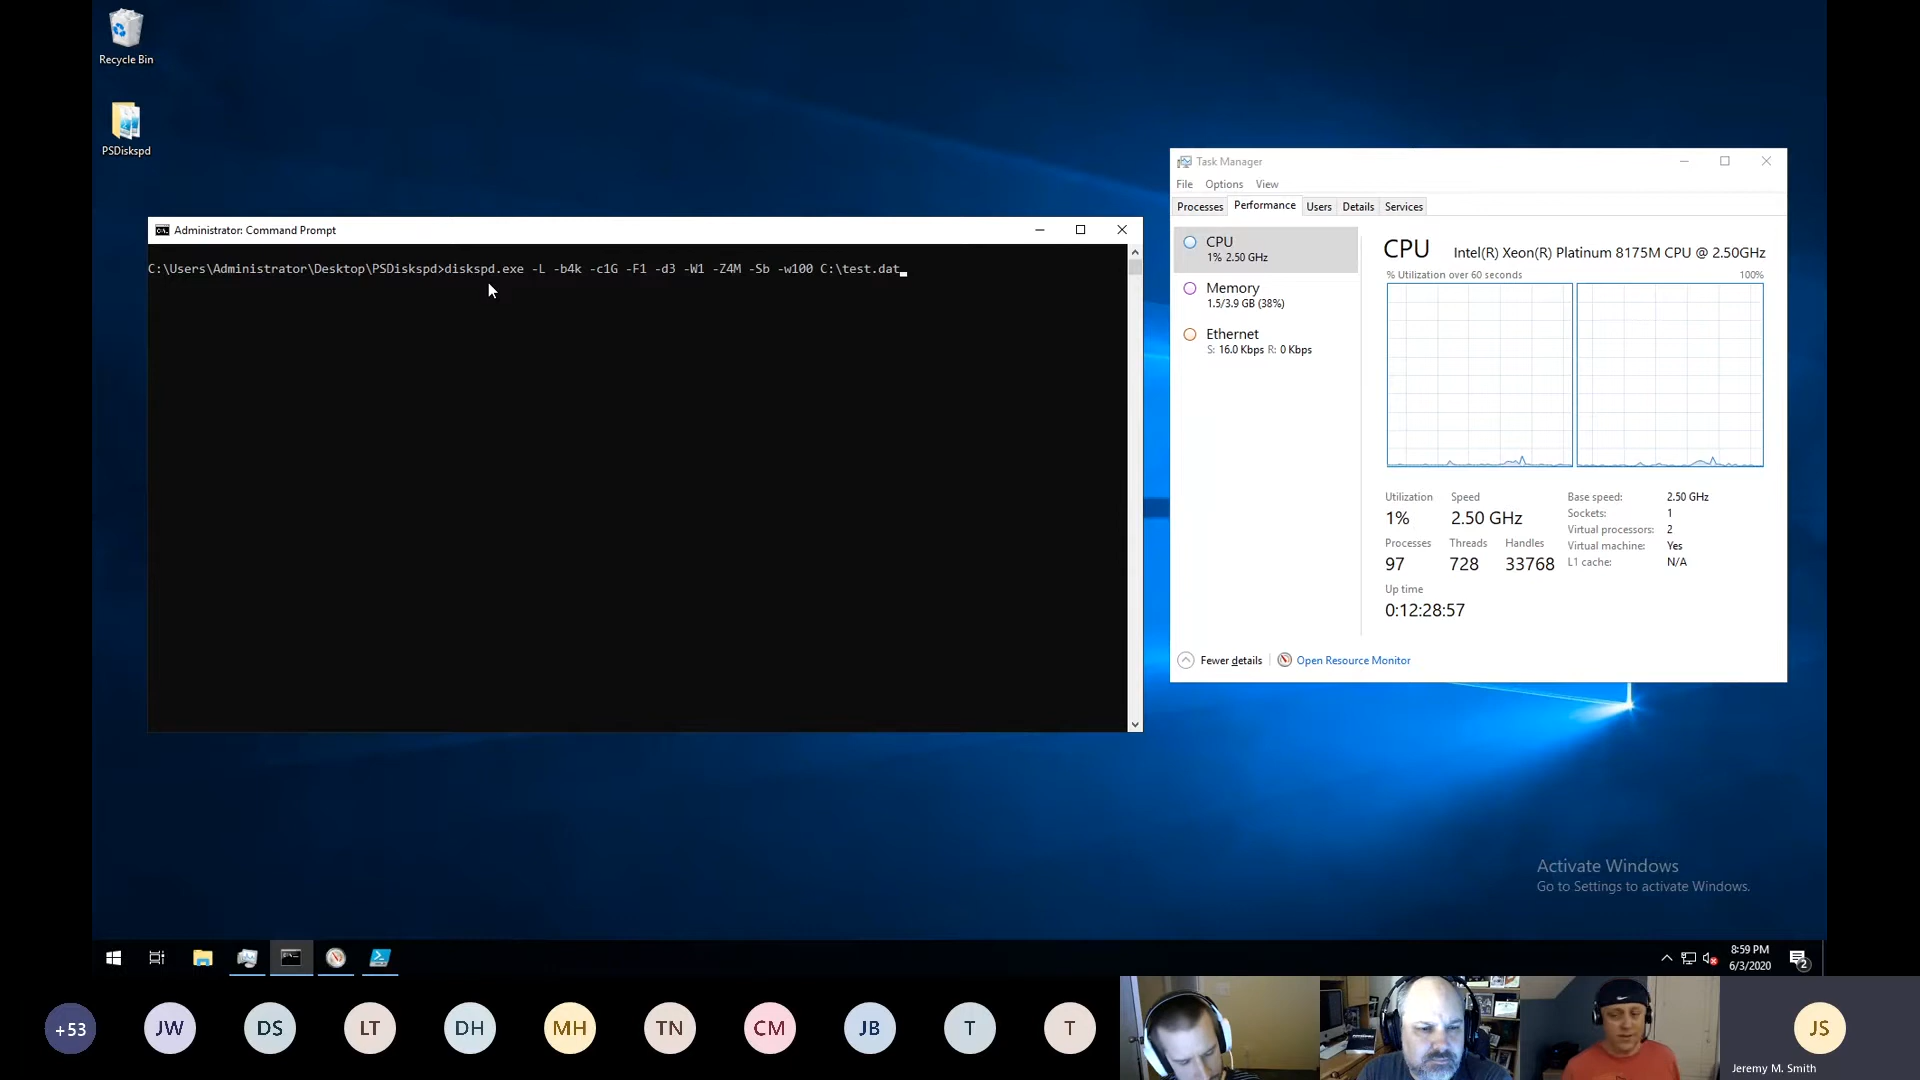 Recycle Bin
PSDiskspd
Administrator: Command Prompt
C:\Users\Administrator\Desktop\PSDiskspd>diskspd.exe -L -b4k -c1G -F1 -d3 -W1 -Z4M -Sb -w100 C:\test.dat
Task Manager
File Options View
Processes Performance Users Details Services
CPU
1% 2.50 GHz
Memory
1.5/3.9 GB (38%)
Ethernet
S: 16.0 Kbps R: 0 Kbps
CPU Intel(R) Xeon(R) Platinum 8175M CPU @ 2.50GHz
% Utilization over 60 seconds 100%
Utilization Speed
1% 2.50 GHz
Processes Threads Handles
97 728 33768
Up time
0:12:28:57
Base speed: 2.50 GHz
Sockets: 1
Virtual processors: 2
Virtual machine: Yes
L1 cache: N/A
Fewer details Open Resource Monitor
Activate Windows
Go to Settings to activate Windows.
8:59 PM
6/3/2020
2
+53 JW DS LT DH MH TN CM JB T T JS
Jeremy M. Smith